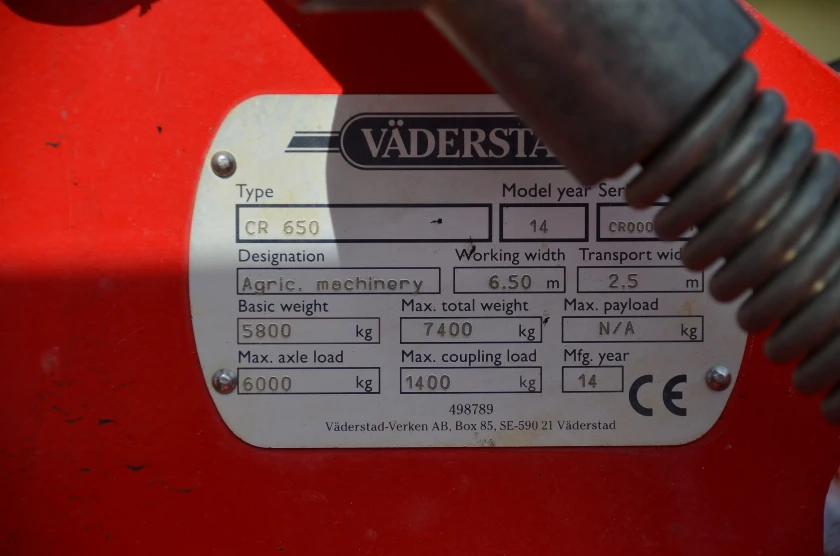 VÄDERSTA
Type Model year Ser
CR 650 14 CR000
Designation Working width Transport wid
Agric. machinery 6.50 m 2.5 m
Basic weight Max. total weight Max. payload
5800 kg 7400 kg N/A kg
Max. axle load Max. coupling load Mfg. year
6000 kg 1400 kg 14 CE
498789
Väderstad-Verken AB, Box 85, SE-590 21 Väderstad